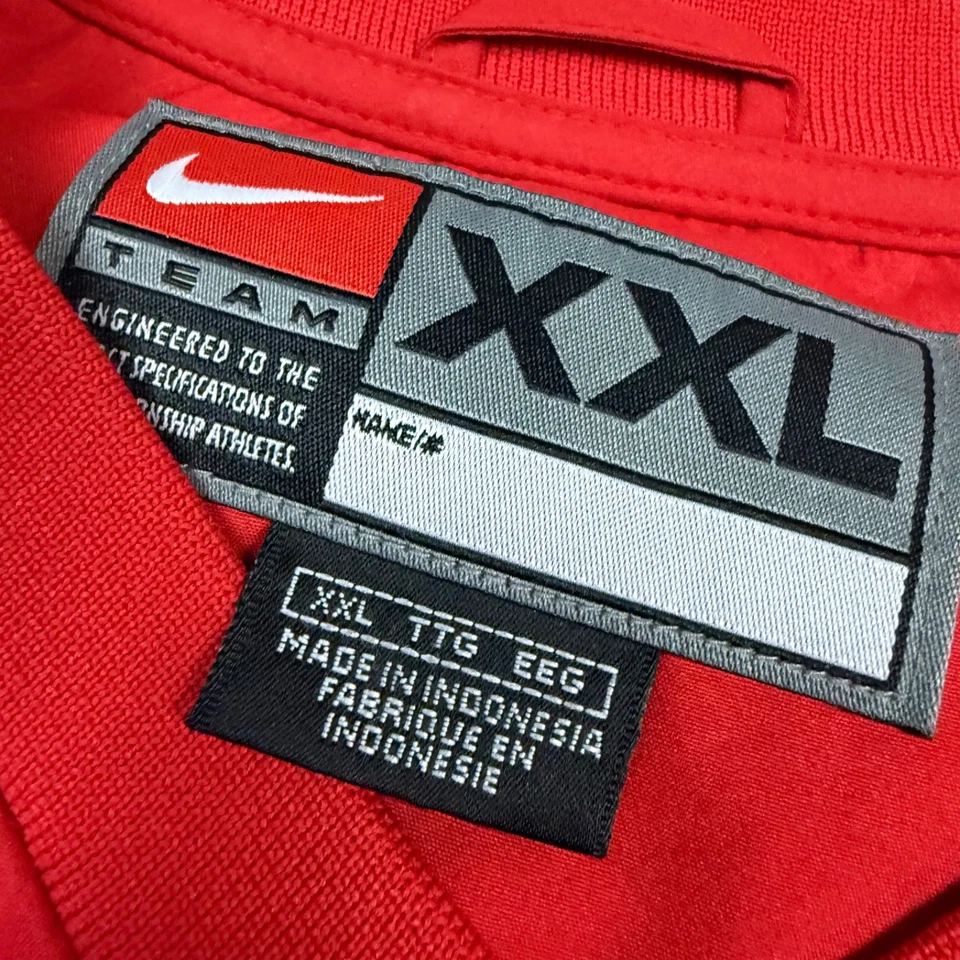 TEAM
ENGINEERED TO THE
SPECIFICATIONS OF
ATHLETES.
XXL
NAME/#
XXL TTG EEG
MADE IN INDONESIA
FABRIQUE EN
INDONESIE